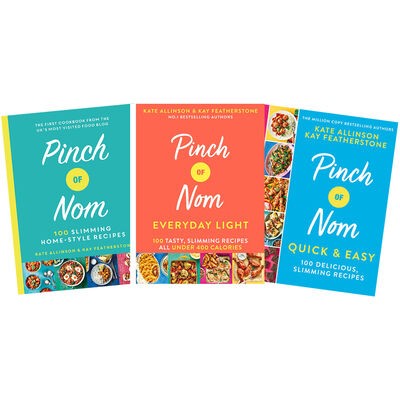 THE FIRST COOKBOOK FROM THE
UK'S MOST VISITED FOOD BLOG
Pinch
OF
Nom
100 SLIMMING
HOME-STYLE RECIPES
KATE ALLINSON & KAY FEATHERSTONE
KATE ALLINSON & KAY FEATHERSTONE
NO.1 BESTSELLING AUTHORS
Pinch
OF
Nom
EVERYDAY LIGHT
100 TASTY, SLIMMING RECIPES
ALL UNDER 400 CALORIES
THE MILLION COPY BESTSELLING AUTHORS
KATE ALLINSON
KAY FEATHERSTONE
Pinch
OF
Nom
QUICK & EASY
100 DELICIOUS,
SLIMMING RECIPES